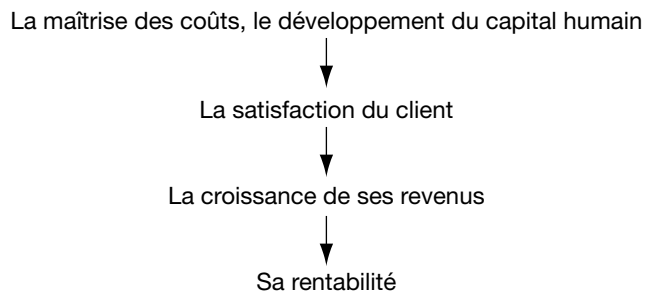 La maîtrise des coûts, le développement du capital humain
La satisfaction du client
La croissance de ses revenus
Sa rentabilité